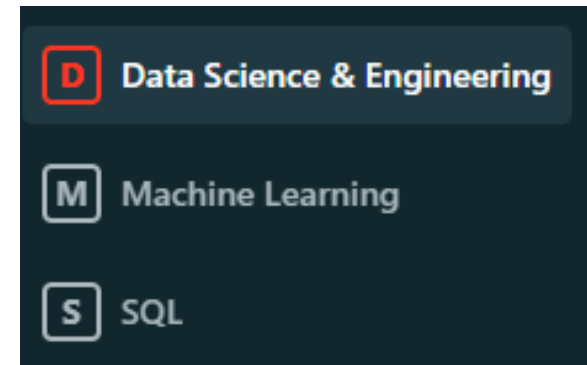 D Data Science & Engineering
M Machine Learning
S SQL